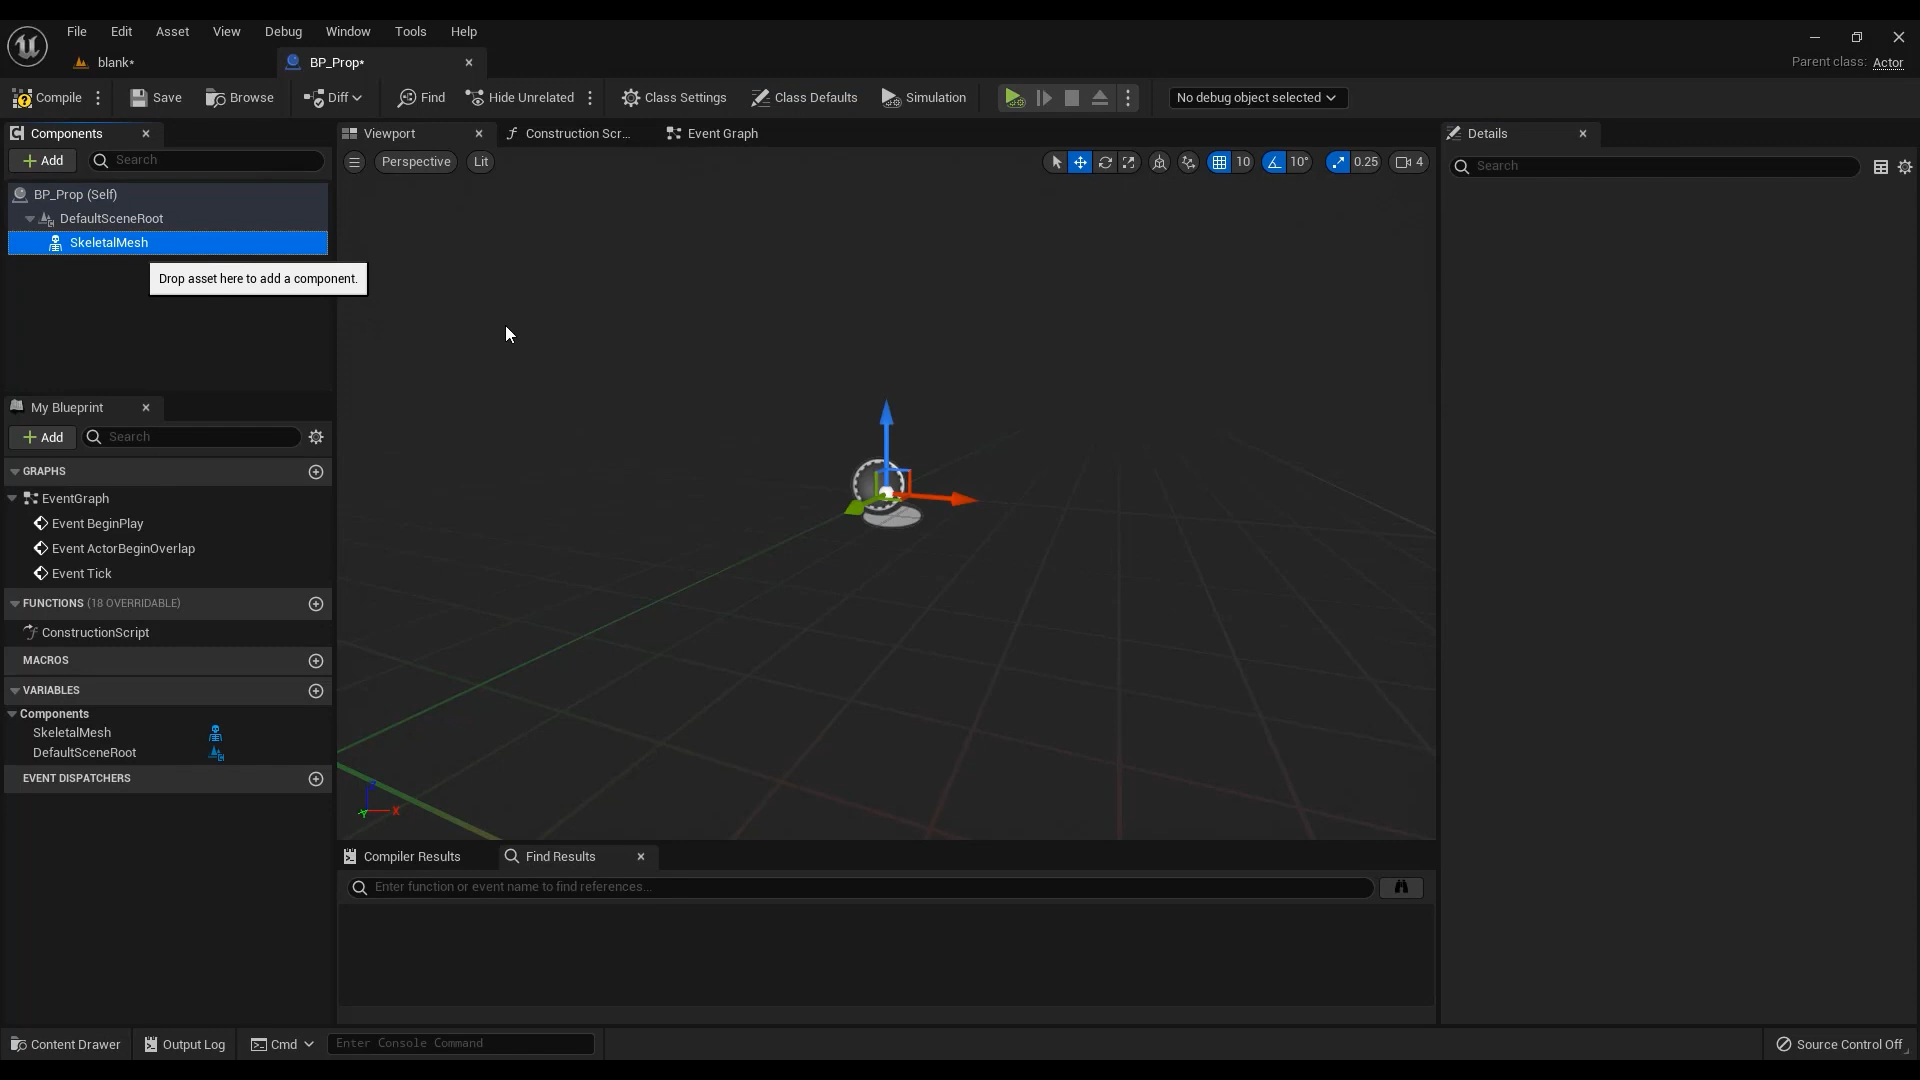 File Edit Asset View Debug Window Tools Help
blank*
BP_Prop*
Parent class: Actor
Compile
Save
Browse
Diff
Find
Hide Unrelated
Class Settings
Class Defaults
Simulation
No debug object selected
Components
Viewport
Construction Scr...
Event Graph
Details
Add
Search
Perspective
Lit
10
10°
0.25
4
Search
BP_Prop (Self)
DefaultSceneRoot
SkeletalMesh
Drop asset here to add a component.
My Blueprint
Add
Search
GRAPHS
EventGraph
Event BeginPlay
Event ActorBeginOverlap
Event Tick
FUNCTIONS (18 OVERRIDABLE)
ConstructionScript
MACROS
VARIABLES
Components
SkeletalMesh
DefaultSceneRoot
EVENT DISPATCHERS
X
Y
Compiler Results
Find Results
Enter function or event name to find references...
Content Drawer
Output Log
Cmd
Enter Console Command
Source Control Off